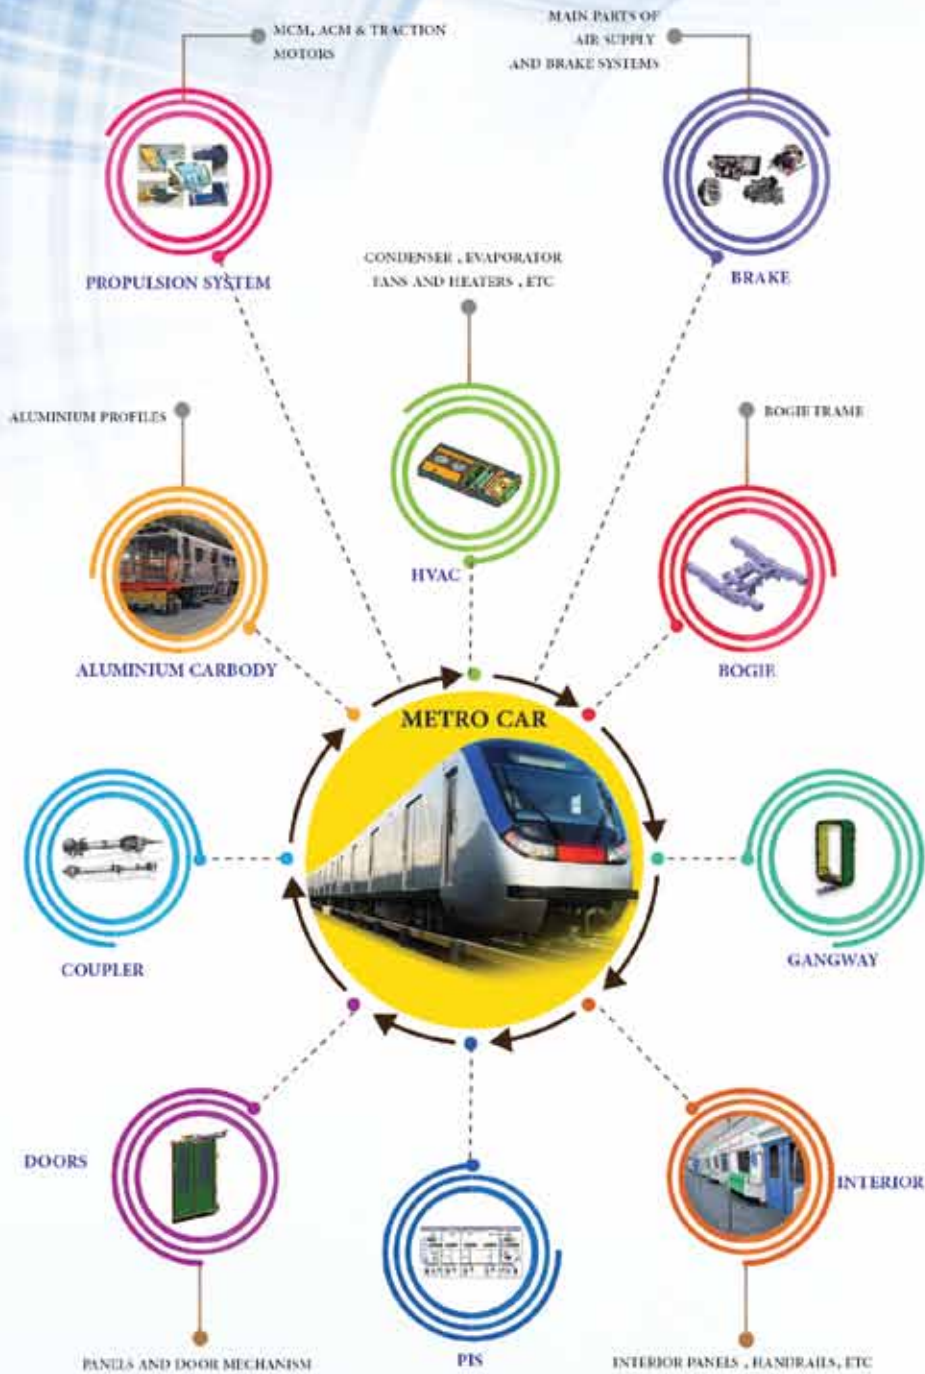 MCM, ACM & TRACTION
MOTORS
MAIN PARTS OF
AIR SUPPLY
AND BRAKE SYSTEMS
PROPULSION SYSTEM
BRAKE
CONDENSER , EVAPORATOR
FANS AND HEATERS , ETC
ALUMINIUM PROFILES
BOGIE FRAME
HVAC
ALUMINIUM CARBODY
BOGIE
METRO CAR
COUPLER
GANGWAY
DOORS
INTERIOR
PIS
PANELS AND DOOR MECHANISM
INTERIOR PANELS , HANDRAILS, ETC